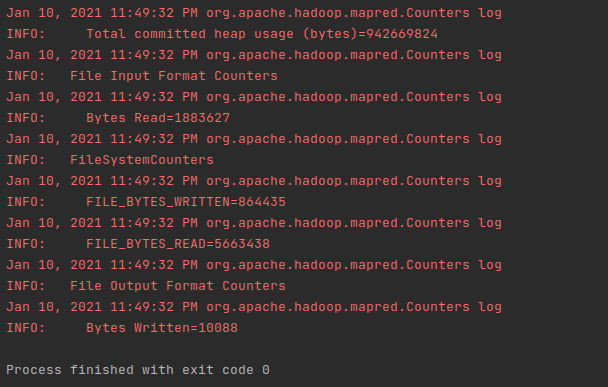 Jan 10, 2021 11:49:32 PM org.apache.hadoop.mapred.Counters log
INFO:     Total committed heap usage (bytes)=942669824
Jan 10, 2021 11:49:32 PM org.apache.hadoop.mapred.Counters log
INFO:   File Input Format Counters
Jan 10, 2021 11:49:32 PM org.apache.hadoop.mapred.Counters log
INFO:     Bytes Read=1883627
Jan 10, 2021 11:49:32 PM org.apache.hadoop.mapred.Counters log
INFO:   FileSystemCounters
Jan 10, 2021 11:49:32 PM org.apache.hadoop.mapred.Counters log
INFO:     FILE_BYTES_WRITTEN=864435
Jan 10, 2021 11:49:32 PM org.apache.hadoop.mapred.Counters log
INFO:     FILE_BYTES_READ=5663438
Jan 10, 2021 11:49:32 PM org.apache.hadoop.mapred.Counters log
INFO:   File Output Format Counters
Jan 10, 2021 11:49:32 PM org.apache.hadoop.mapred.Counters log
INFO:     Bytes Written=10088
Process finished with exit code 0